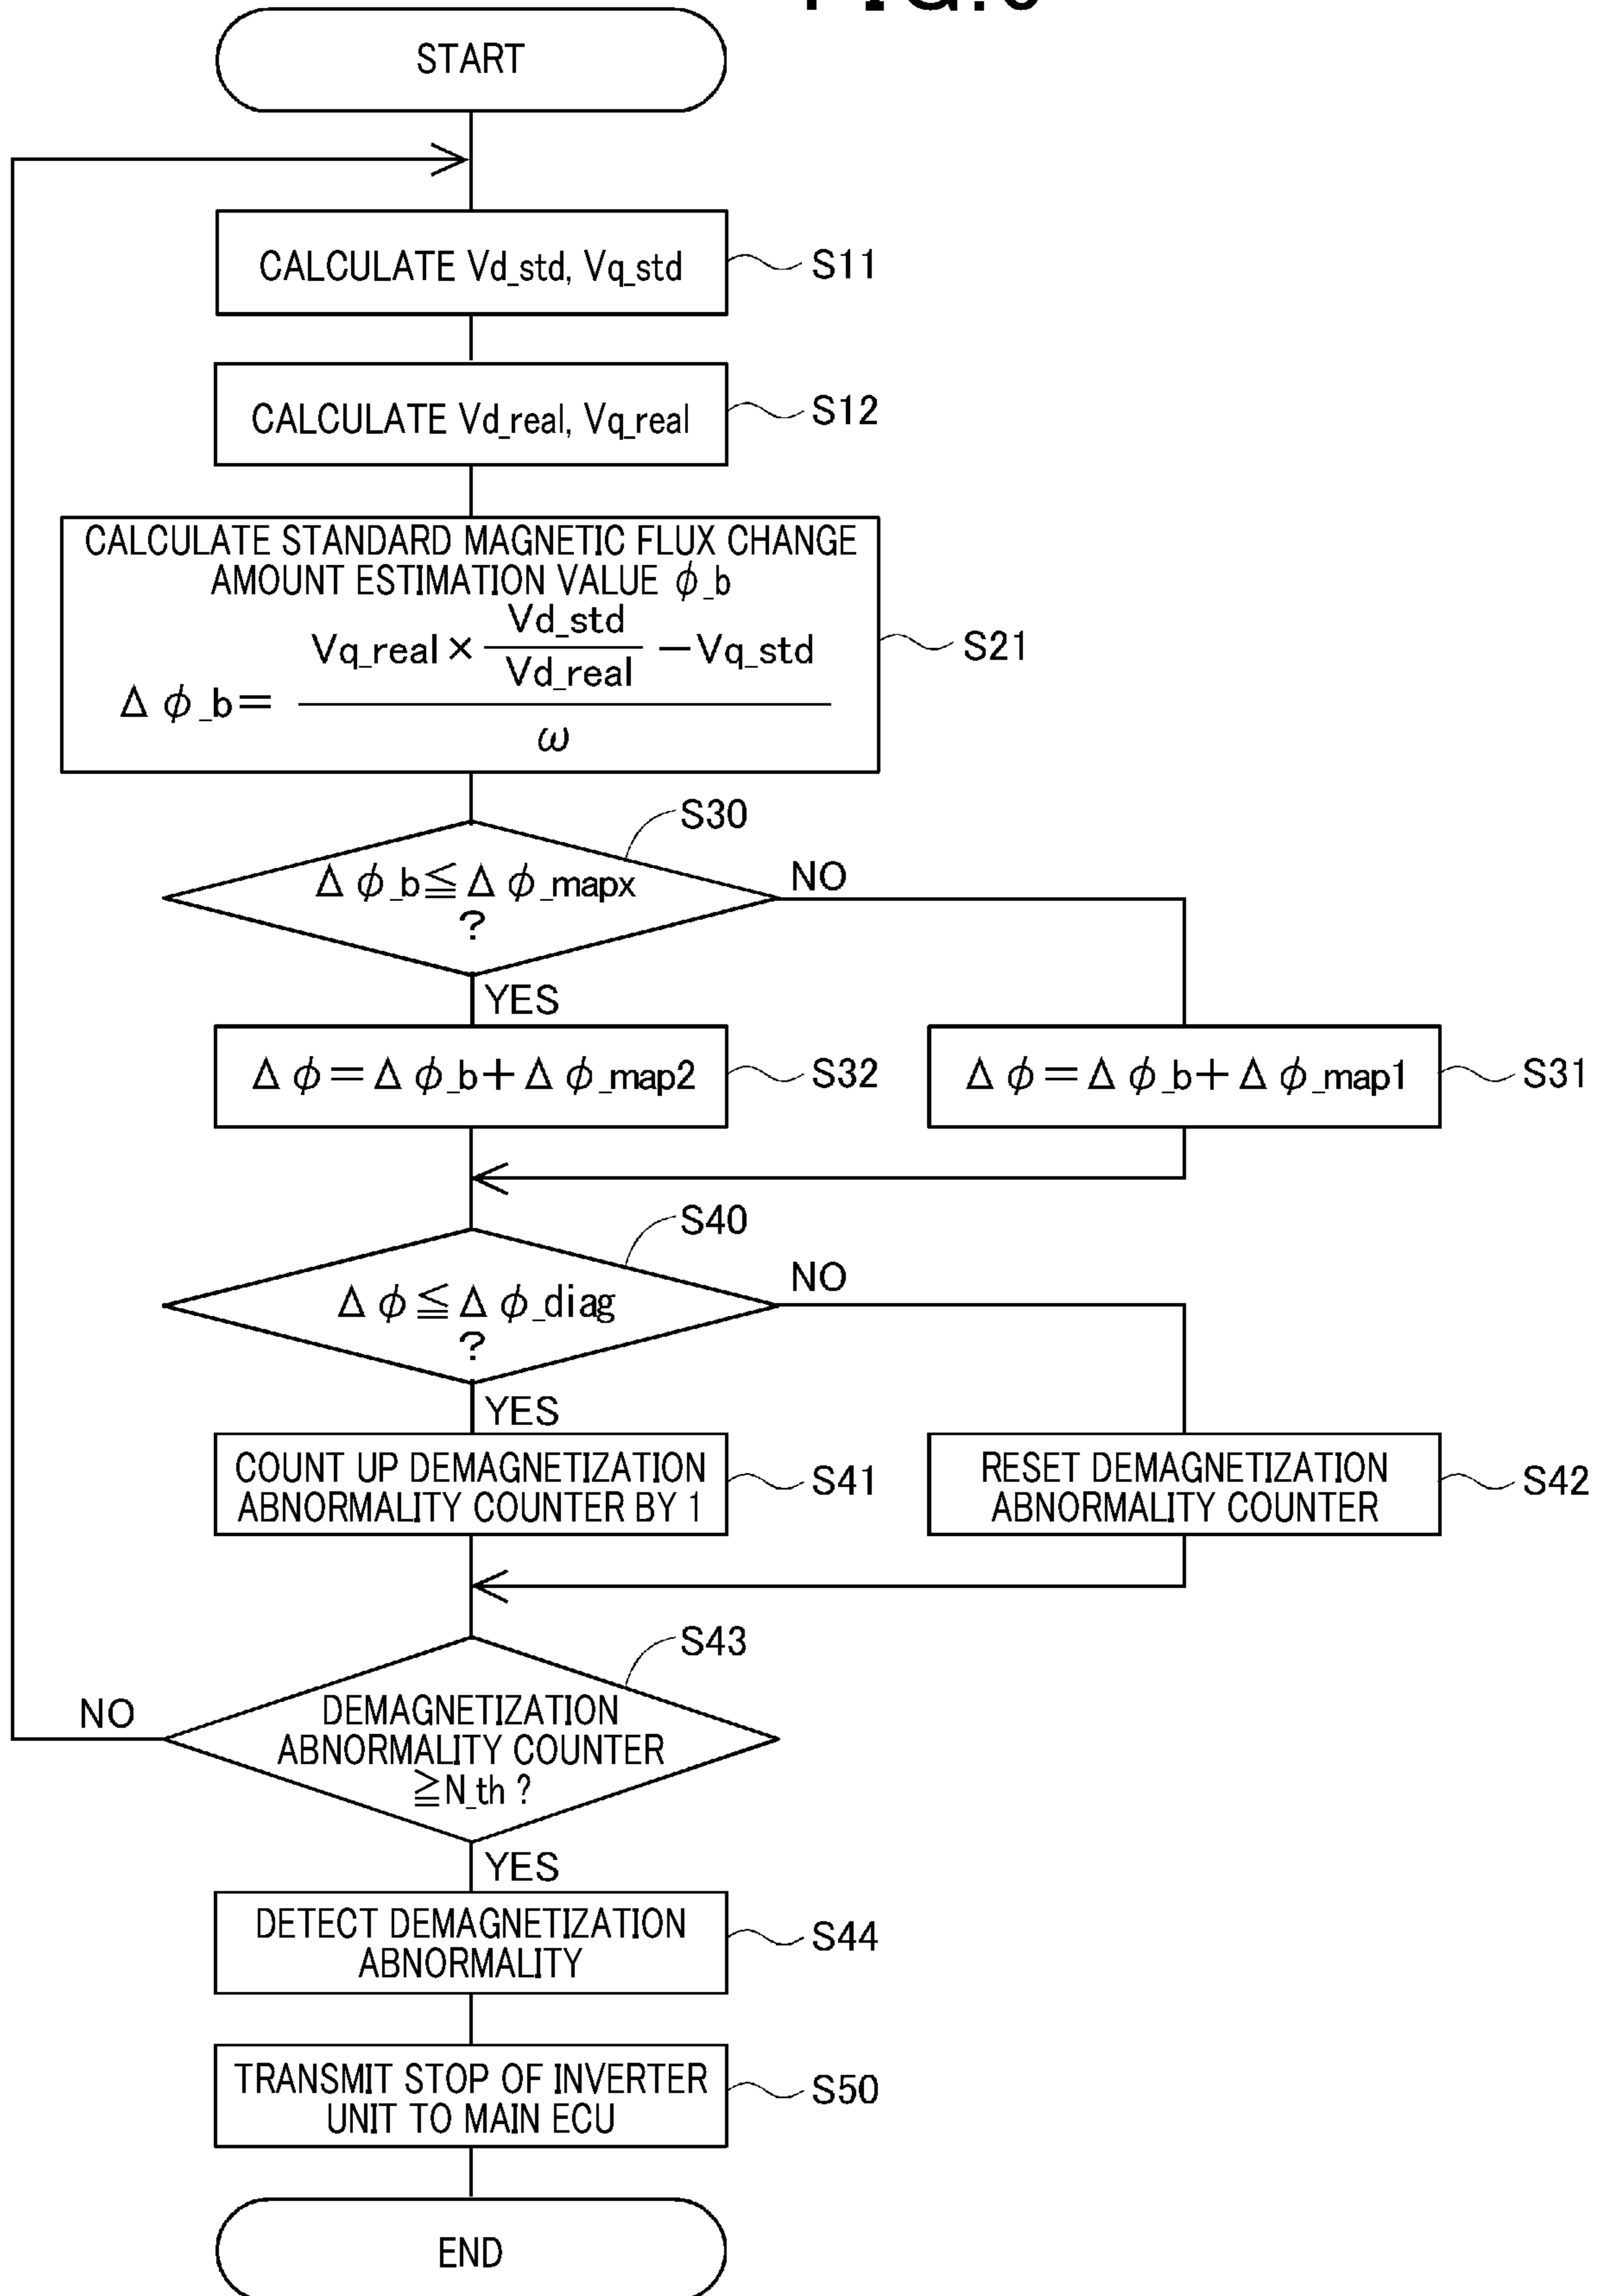 START
CALCULATE Vd_std, Vq_std
S11
CALCULATE Vd_real, Vq_real
S12
CALCULATE STANDARD MAGNETIC FLUX CHANGE
AMOUNT ESTIMATION VALUE ϕ_b
Δϕ_b= (Vq_real × Vd_std / Vd_real − Vq_std) / ω
S21
S30
Δϕ_b≦Δϕ_mapx
?
NO
YES
Δϕ=Δϕ_b+Δϕ_map2
S32
Δϕ=Δϕ_b+Δϕ_map1
S31
S40
Δϕ≦Δϕ_diag
?
NO
YES
COUNT UP DEMAGNETIZATION
ABNORMALITY COUNTER BY 1
S41
RESET DEMAGNETIZATION
ABNORMALITY COUNTER
S42
S43
DEMAGNETIZATION
ABNORMALITY COUNTER
≧N_th ?
NO
YES
DETECT DEMAGNETIZATION
ABNORMALITY
S44
TRANSMIT STOP OF INVERTER
UNIT TO MAIN ECU
S50
END